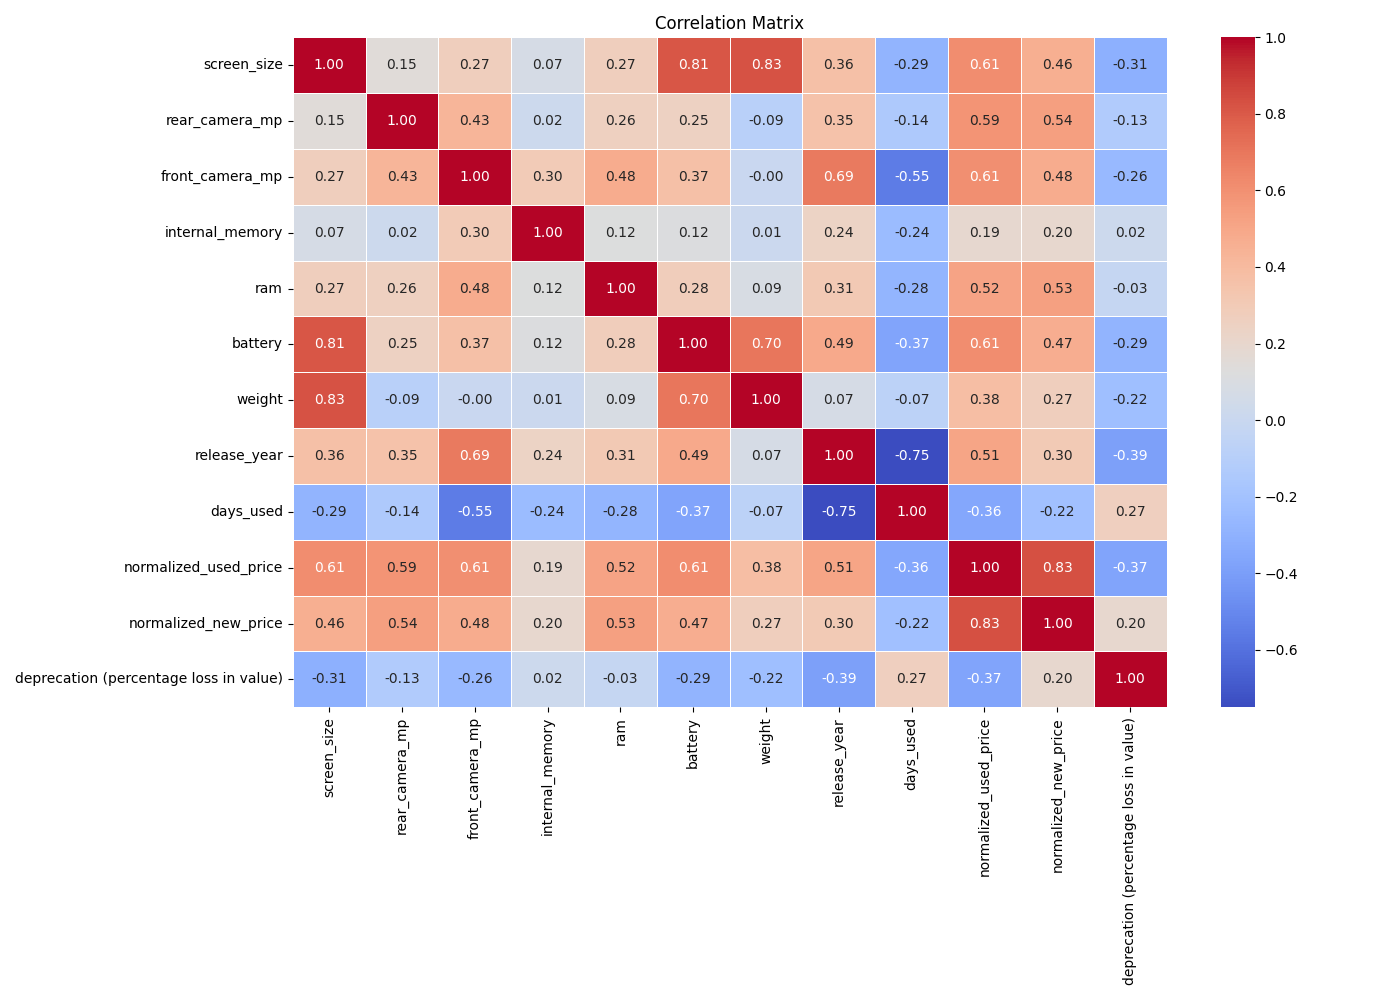 Correlation Matrix
screen_size 1.00 0.15 0.27 0.07 0.27 0.81 0.83 0.36 -0.29 0.61 0.46 -0.31
rear_camera_mp 0.15 1.00 0.43 0.02 0.26 0.25 -0.09 0.35 -0.14 0.59 0.54 -0.13
front_camera_mp 0.27 0.43 1.00 0.30 0.48 0.37 -0.00 0.69 -0.55 0.61 0.48 -0.26
internal_memory 0.07 0.02 0.30 1.00 0.12 0.12 0.01 0.24 -0.24 0.19 0.20 0.02
ram 0.27 0.26 0.48 0.12 1.00 0.28 0.09 0.31 -0.28 0.52 0.53 -0.03
battery 0.81 0.25 0.37 0.12 0.28 1.00 0.70 0.49 -0.37 0.61 0.47 -0.29
weight 0.83 -0.09 -0.00 0.01 0.09 0.70 1.00 0.07 -0.07 0.38 0.27 -0.22
release_year 0.36 0.35 0.69 0.24 0.31 0.49 0.07 1.00 -0.75 0.51 0.30 -0.39
days_used -0.29 -0.14 -0.55 -0.24 -0.28 -0.37 -0.07 -0.75 1.00 -0.36 -0.22 0.27
normalized_used_price 0.61 0.59 0.61 0.19 0.52 0.61 0.38 0.51 -0.36 1.00 0.83 -0.37
normalized_new_price 0.46 0.54 0.48 0.20 0.53 0.47 0.27 0.30 -0.22 0.83 1.00 0.20
deprecation (percentage loss in value) -0.31 -0.13 -0.26 0.02 -0.03 -0.29 -0.22 -0.39 0.27 -0.37 0.20 1.00
screen_size
rear_camera_mp
front_camera_mp
internal_memory
ram
battery
weight
release_year
days_used
normalized_used_price
normalized_new_price
deprecation (percentage loss in value)
1.0
0.8
0.6
0.4
0.2
0.0
−0.2
−0.4
−0.6